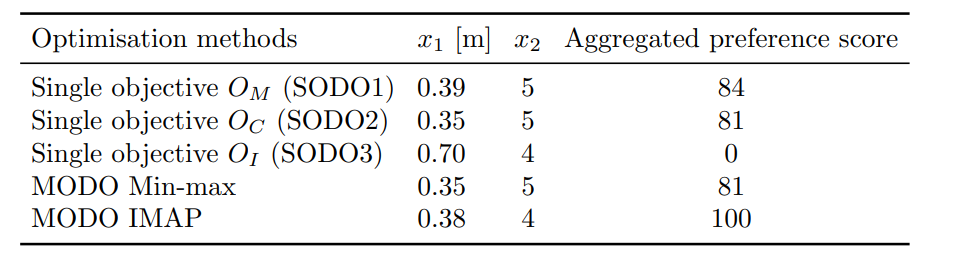 Optimisation methods x₁ [m] x₂ Aggregated preference score
Single objective O_M (SODO1) 0.39 5 84
Single objective O_C (SODO2) 0.35 5 81
Single objective O_I (SODO3) 0.70 4 0
MODO Min-max 0.35 5 81
MODO IMAP 0.38 4 100